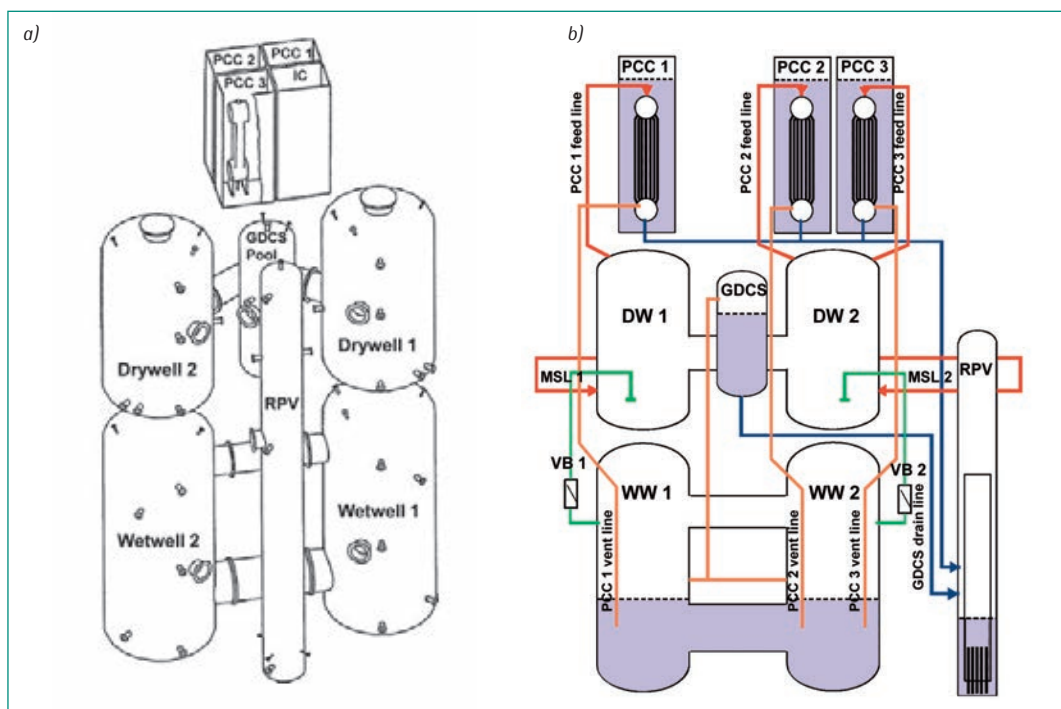 a)
PCC 2
PCC 1
PCC 3
IC
GDCS
Pool
Drywell 2
Drywell 1
RPV
Wetwell 2
Wetwell 1
b)
PCC 1
PCC 2
PCC 3
PCC 1 feed line
PCC 2 feed line
PCC 3 feed line
GDCS
DW 1
DW 2
MSL 1
MSL 2
RPV
VB 1
VB 2
WW 1
WW 2
PCC 1 vent line
PCC 2 vent line
PCC 3 vent line
GDCS drain line